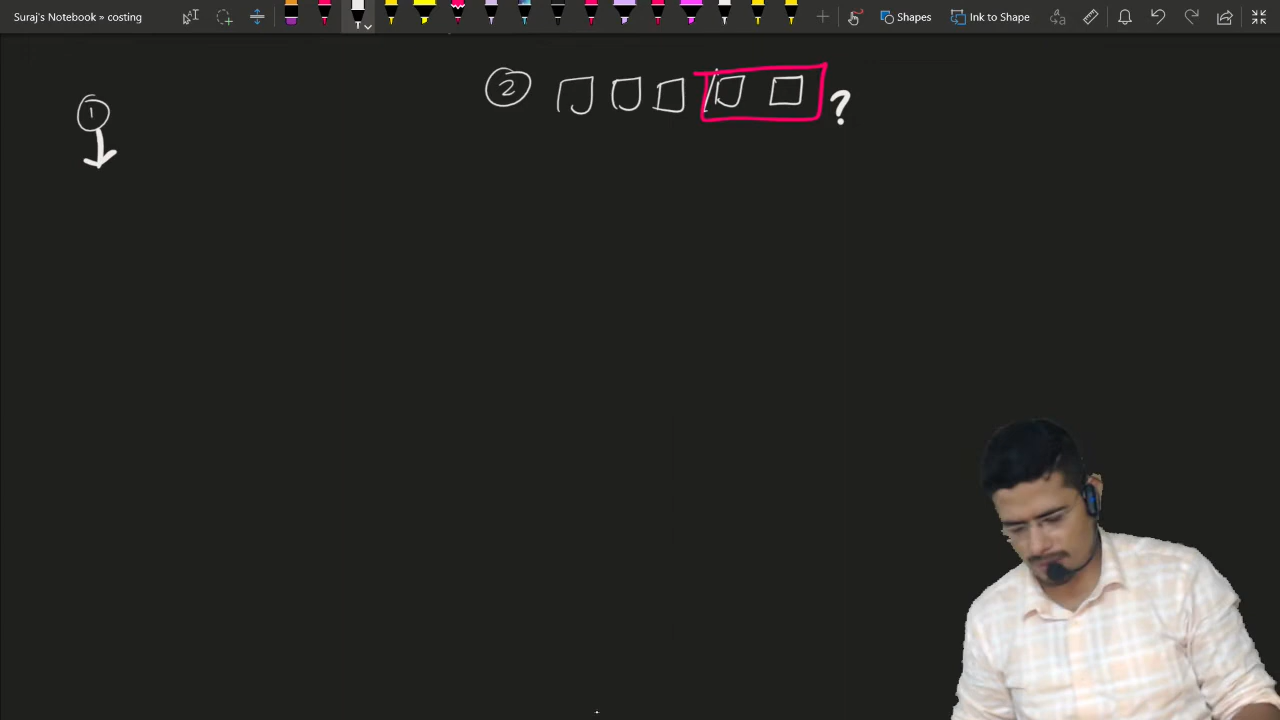 Suraj's Notebook » costing
Shapes
Ink to Shape
①
② ?